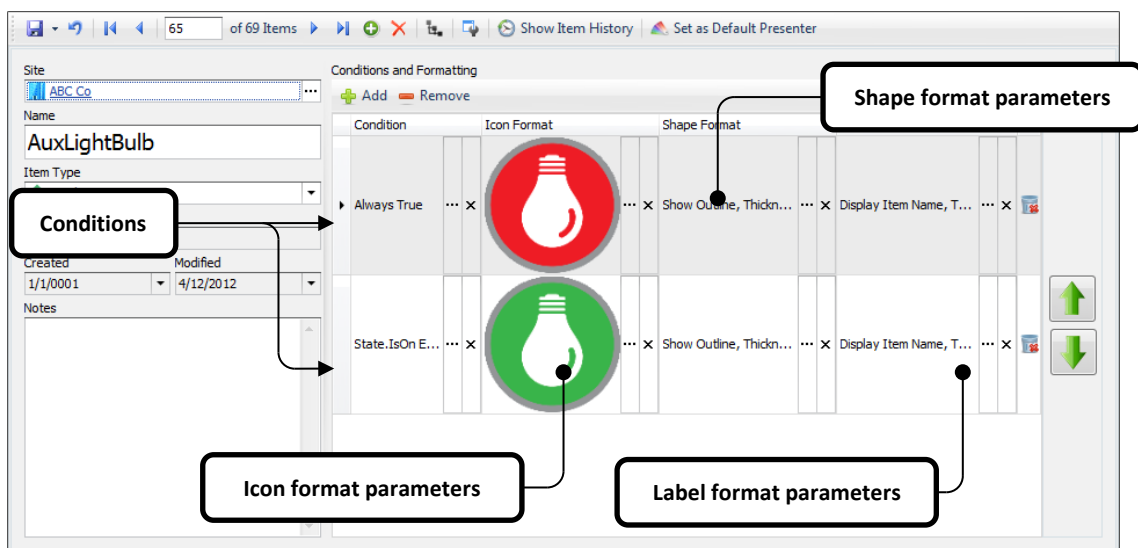 65 of 69 Items Show Item History Set as Default Presenter
Site
ABC Co
Name
AuxLightBulb
Item Type
Created Modified
1/1/0001 4/12/2012
Notes
Conditions and Formatting
Add Remove
Condition Icon Format Shape Format
Always True ... × ... × Show Outline, Thickn... ... × Display Item Name, T... ... ×
State.IsOn E... ... × ... × Show Outline, Thickn... ... × Display Item Name, T... ... ×
Shape format parameters
Conditions
Icon format parameters
Label format parameters